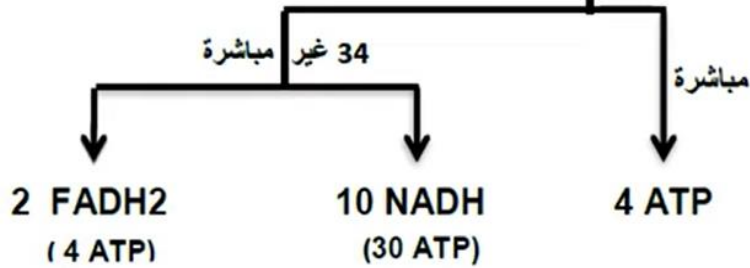 34 غير مباشرة
مباشرة
2 FADH2
10 NADH
4 ATP
( 4 ATP)
(30 ATP)